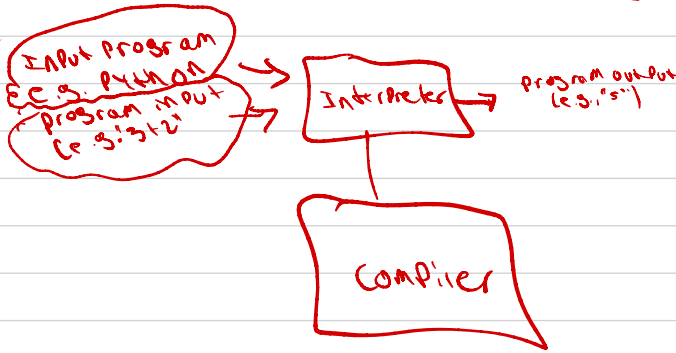 Input program
e.g. python
program input
(e.g. "3+2"
Interpreter
program output
(e.g., "5")
Compiler